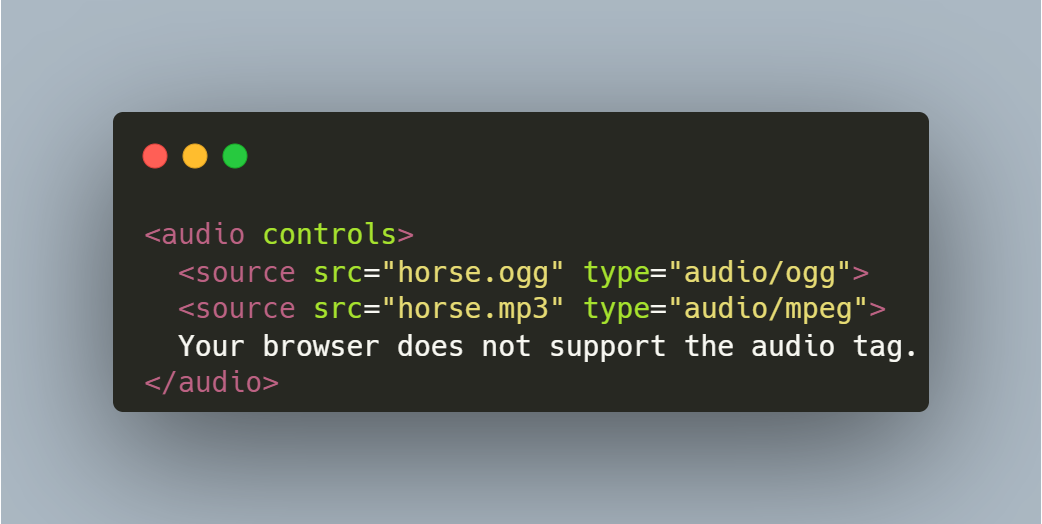 <audio controls>
  <source src="horse.ogg" type="audio/ogg">
  <source src="horse.mp3" type="audio/mpeg">
  Your browser does not support the audio tag.
</audio>